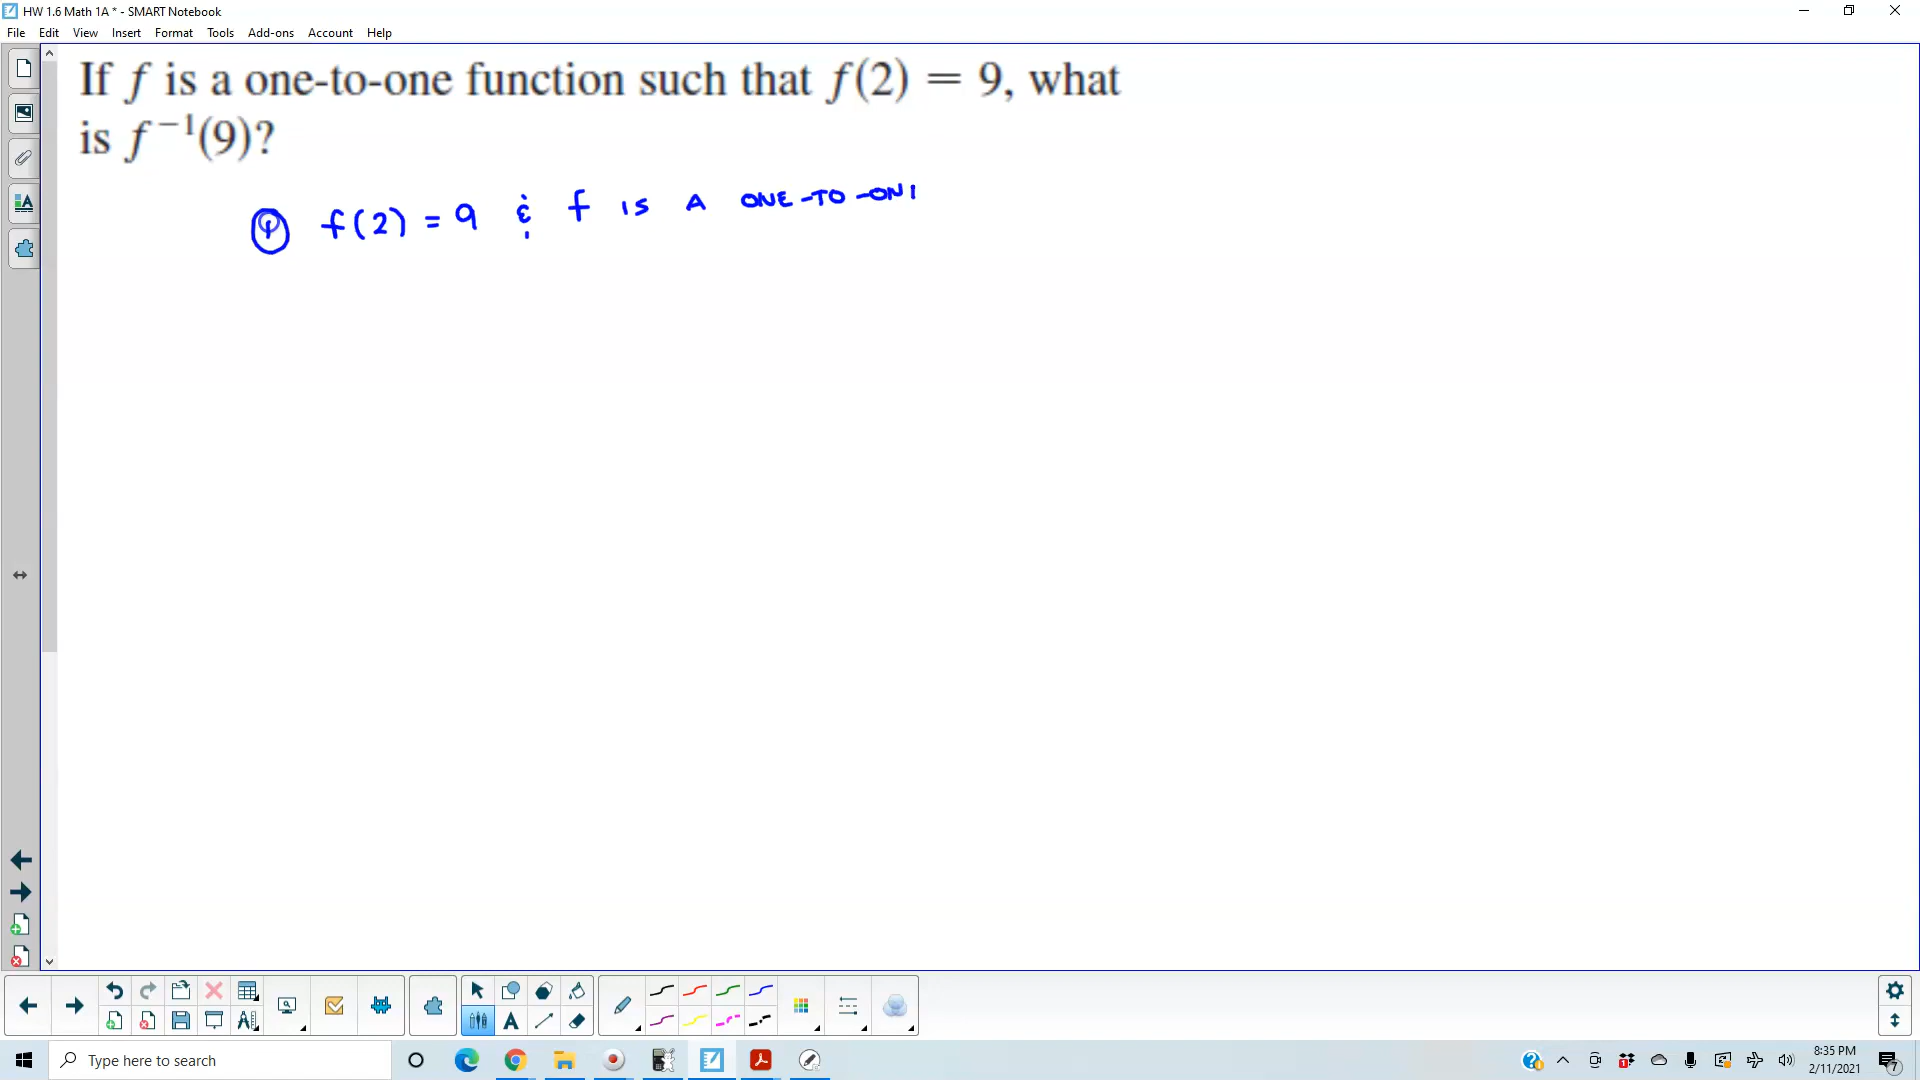 HW 1.6 Math 1A * - SMART Notebook
File Edit View Insert Format Tools Add-ons Account Help
If f is a one-to-one function such that f(2) = 9, what
is f⁻¹(9)?
f(2) = 9 & f IS A ONE-TO-ON
Type here to search
8:35 PM
2/11/2021
7